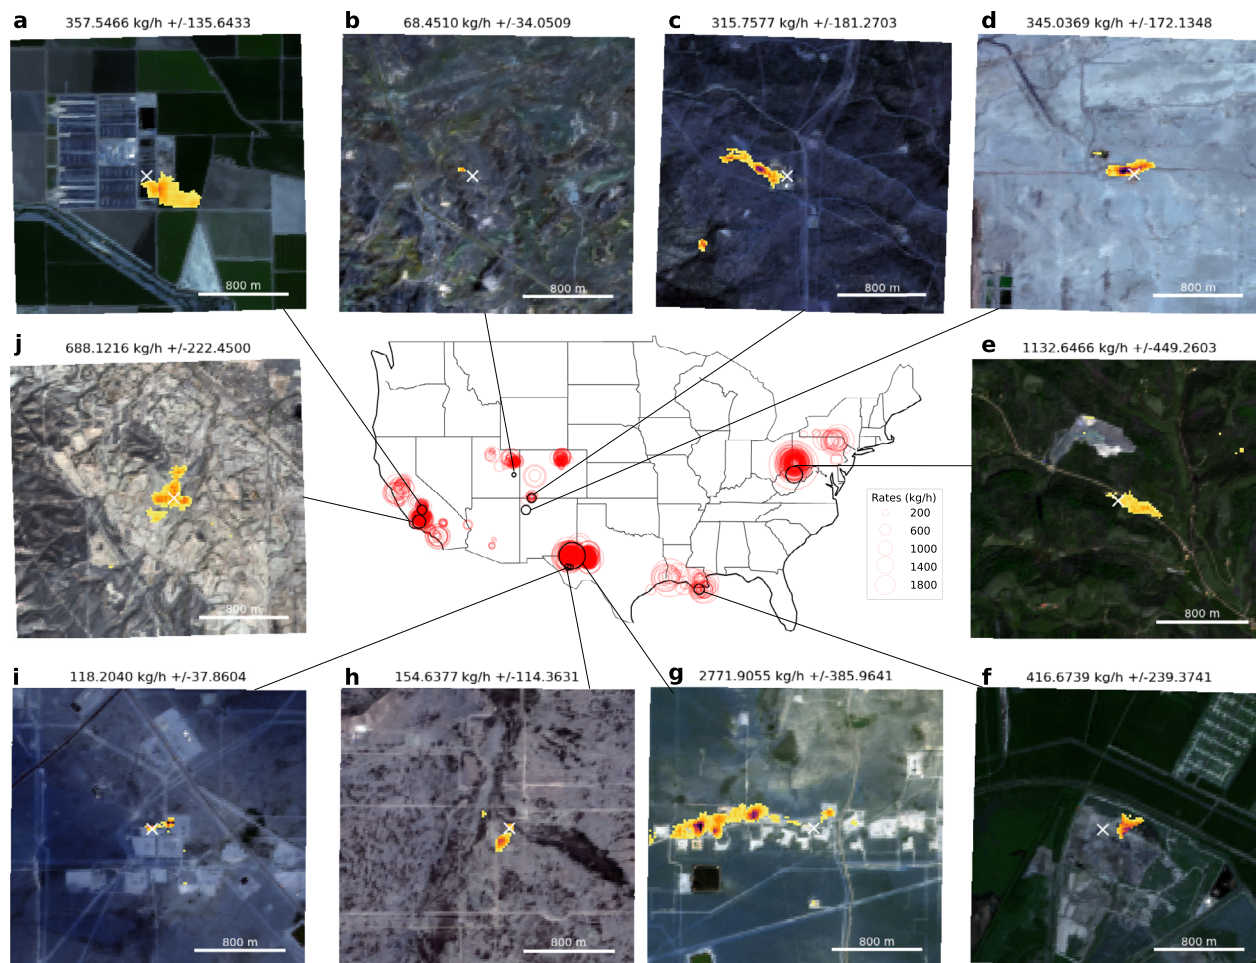 a
357.5466 kg/h +/-135.6433
800 m
b
68.4510 kg/h +/-34.0509
800 m
c
315.7577 kg/h +/-181.2703
800 m
d
345.0369 kg/h +/-172.1348
800 m
j
688.1216 kg/h +/-222.4500
800 m
Rates (kg/h)
200
600
1000
1400
1800
e
1132.6466 kg/h +/-449.2603
800 m
i
118.2040 kg/h +/-37.8604
800 m
h
154.6377 kg/h +/-114.3631
800 m
g
2771.9055 kg/h +/-385.9641
800 m
f
416.6739 kg/h +/-239.3741
800 m